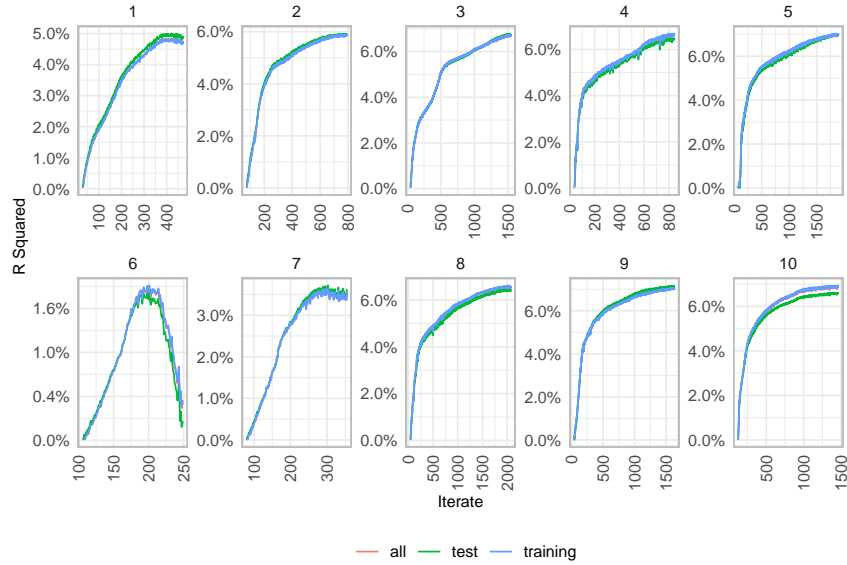 1 2 3 4 5
5.0% 6.0% 6.0% 6.0% 6.0%
4.0% 4.0% 4.0% 4.0% 4.0%
3.0% 2.0% 2.0% 2.0% 2.0%
2.0% 0.0% 0.0% 0.0% 0.0%
1.0%
0.0%
100 200 300 400 200 400 600 800 0 500 1000 1500 0 200 400 600 800 0 500 1000 1500
R Squared
6 7 8 9 10
1.6% 3.0% 6.0% 6.0% 6.0%
1.0% 2.0% 4.0% 4.0% 4.0%
0.4% 1.0% 2.0% 2.0% 2.0%
0.0% 0.0% 0.0% 0.0% 0.0%
100 150 200 250 100 200 300 0 500 1000 1500 2000 0 500 1000 1500 500 1000 1500
Iterate
all test training